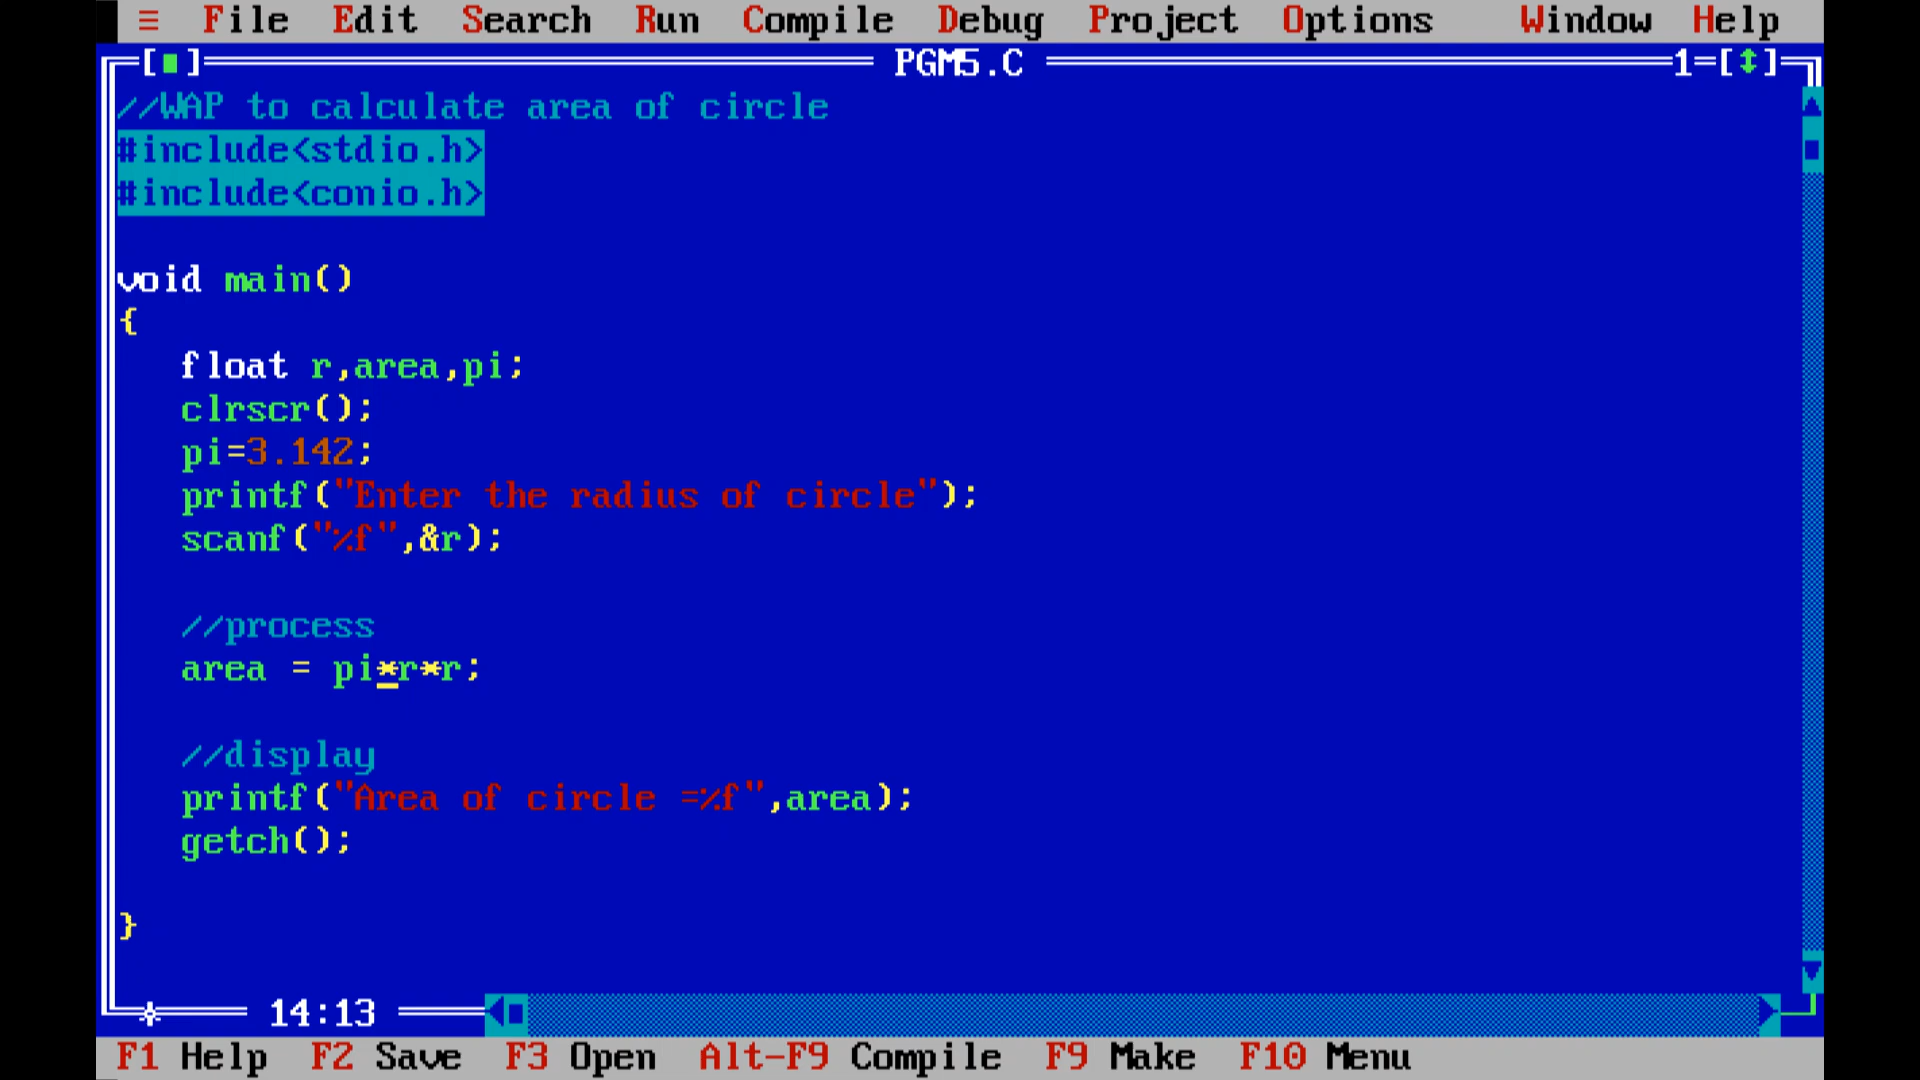 ≡ File Edit Search Run Compile Debug Project Options Window Help
[■] PGM5.C 1=[↕]
//WAP to calculate area of circle
#include<stdio.h>
#include<conio.h>
void main()
{
float r,area,pi;
clrscr();
pi=3.142;
printf("Enter the radius of circle");
scanf("%f",&r);
//process
area = pi*r*r;
//display
printf("Area of circle =%f",area);
getch();
}
14:13
F1 Help F2 Save F3 Open Alt-F9 Compile F9 Make F10 Menu